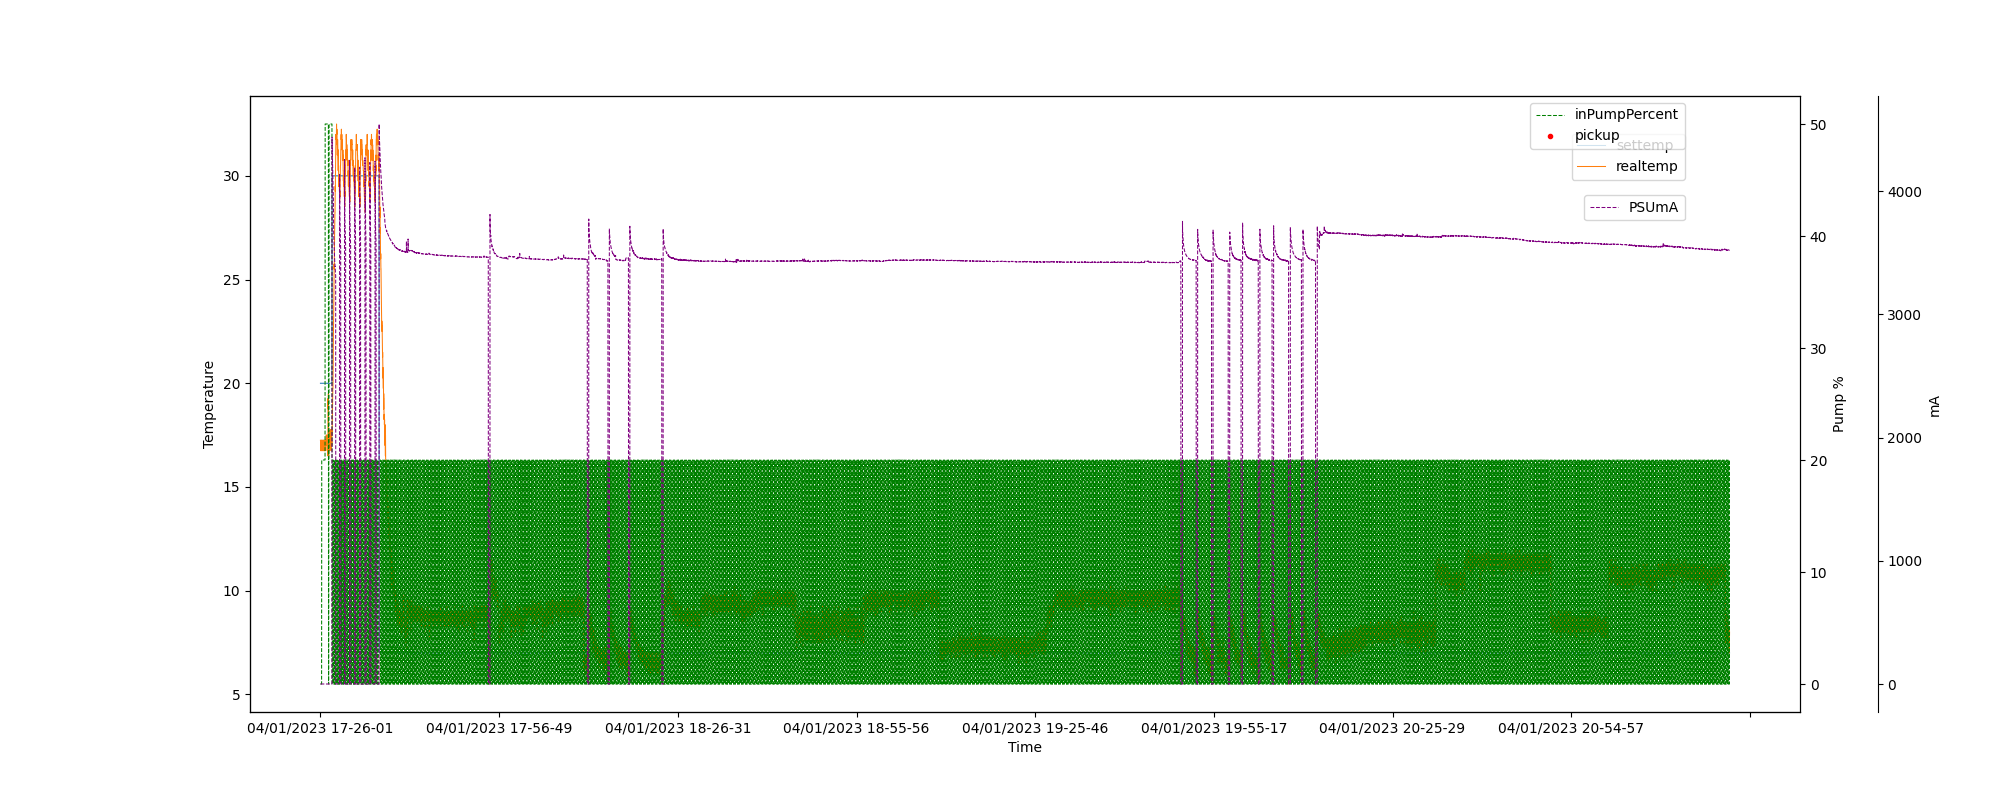 inPumpPercent
pickup
settemp
realtemp
PSUmA
30
25
20
15
10
5
Temperature
50
40
30
20
10
0
Pump %
4000
3000
2000
1000
0
mA
04/01/2023 17-26-01
04/01/2023 17-56-49
04/01/2023 18-26-31
04/01/2023 18-55-56
04/01/2023 19-25-46
04/01/2023 19-55-17
04/01/2023 20-25-29
04/01/2023 20-54-57
Time